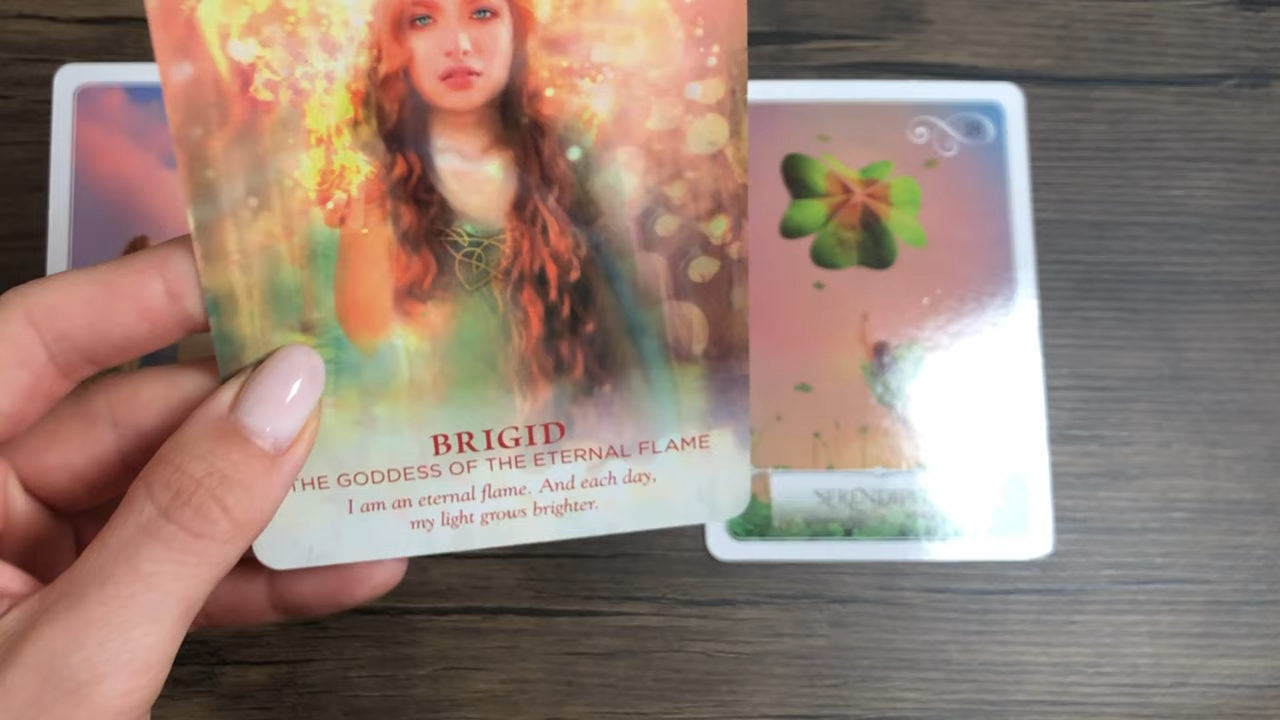 BRIGID
THE GODDESS OF THE ETERNAL FLAME
I am an eternal flame. And each day,
my light grows brighter.